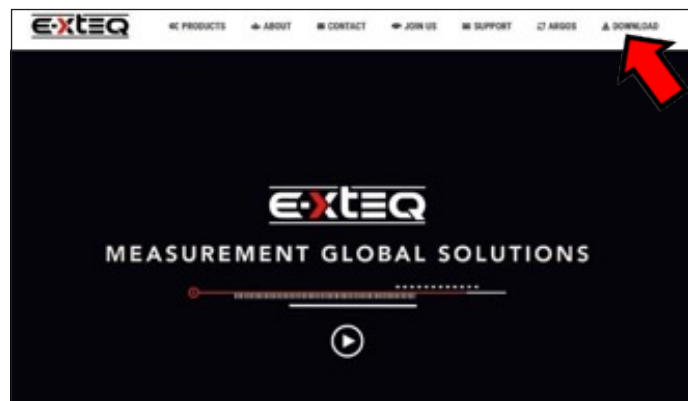 E-XTEQ PRODUCTS ABOUT CONTACT JOIN US SUPPORT ARGOS DOWNLOAD
E-XTEQ
MEASUREMENT GLOBAL SOLUTIONS